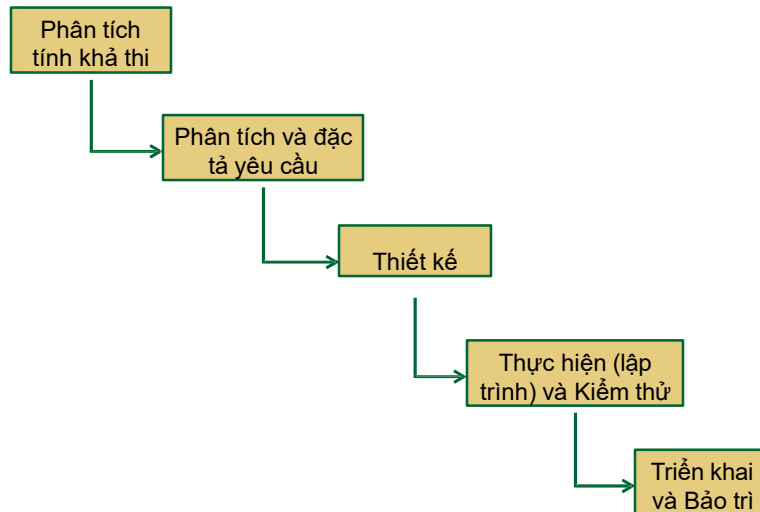 Phân tích
tính khả thi
Phân tích và đặc
tả yêu cầu
Thiết kế
Thực hiện (lập
trình) và Kiểm thử
Triển khai
và Bảo trì